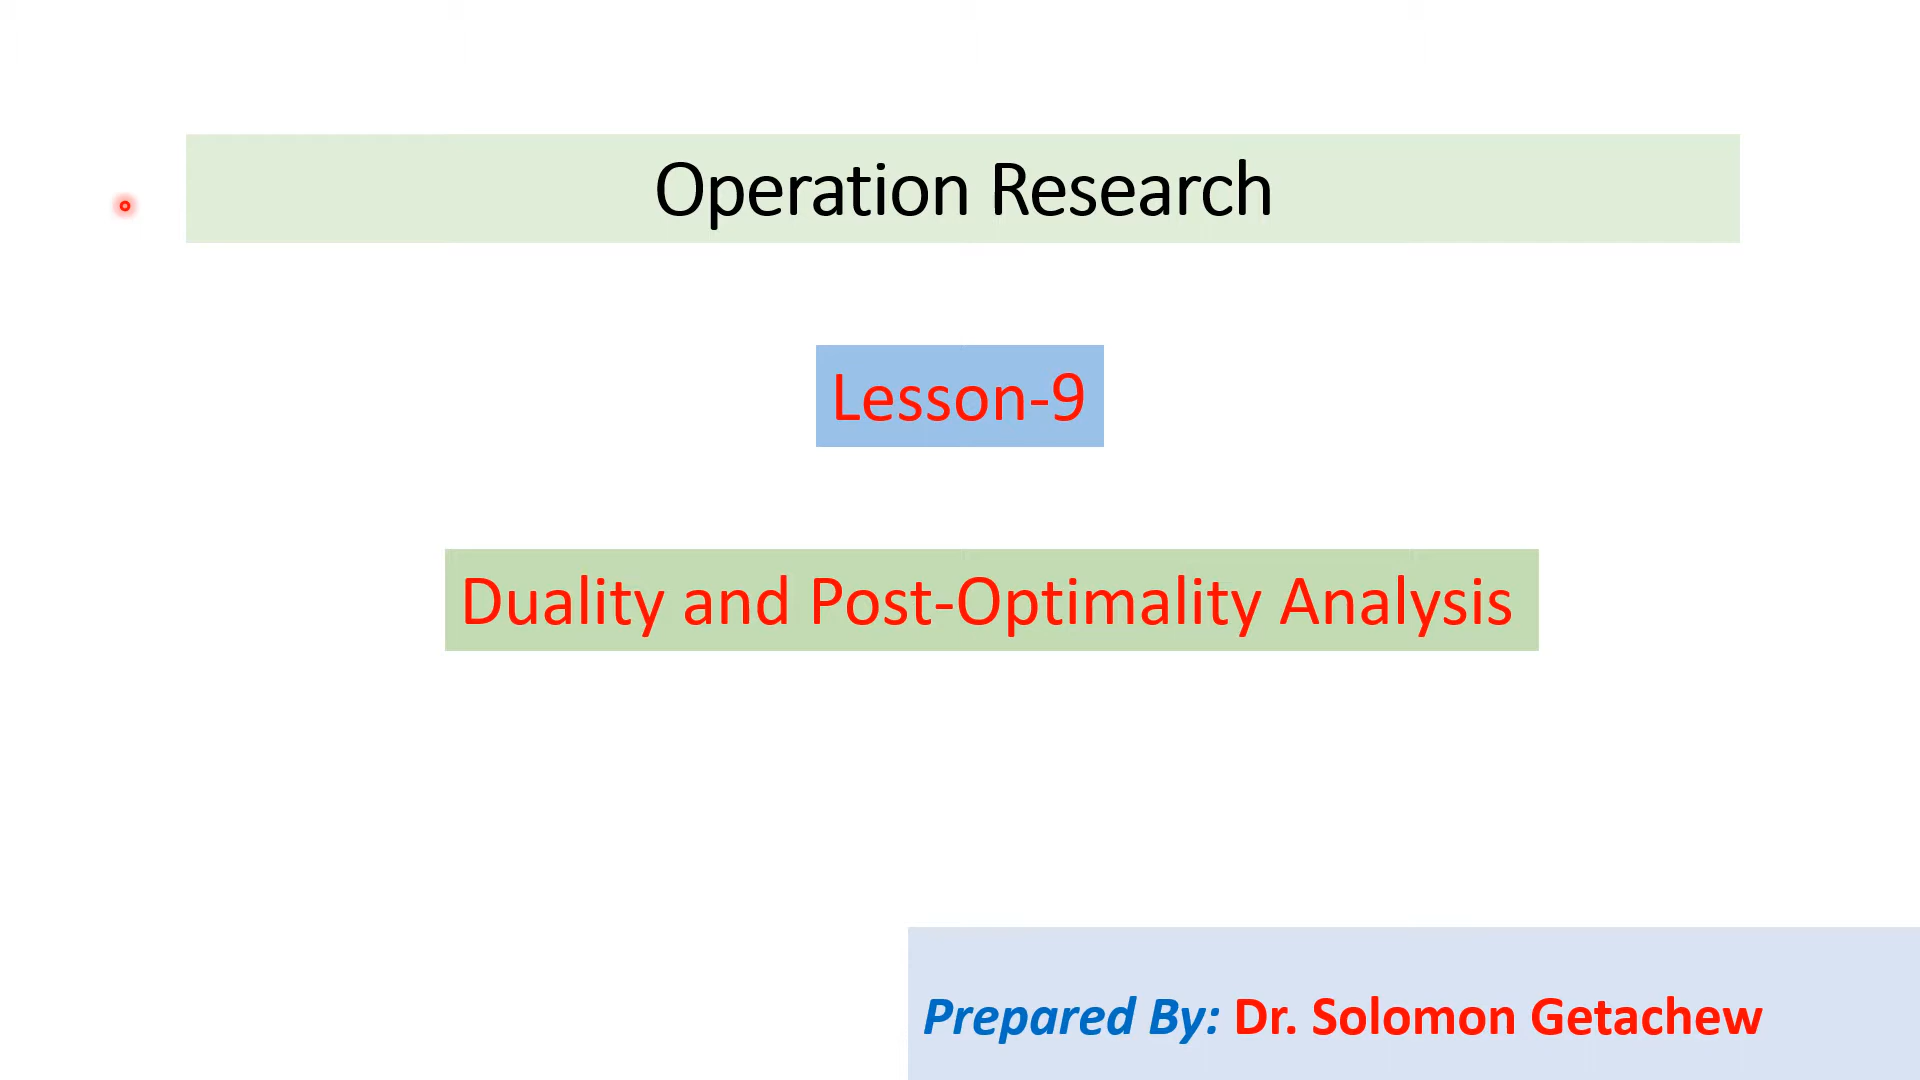 Operation Research
Lesson-9
Duality and Post-Optimality Analysis
Prepared By: Dr. Solomon Getachew